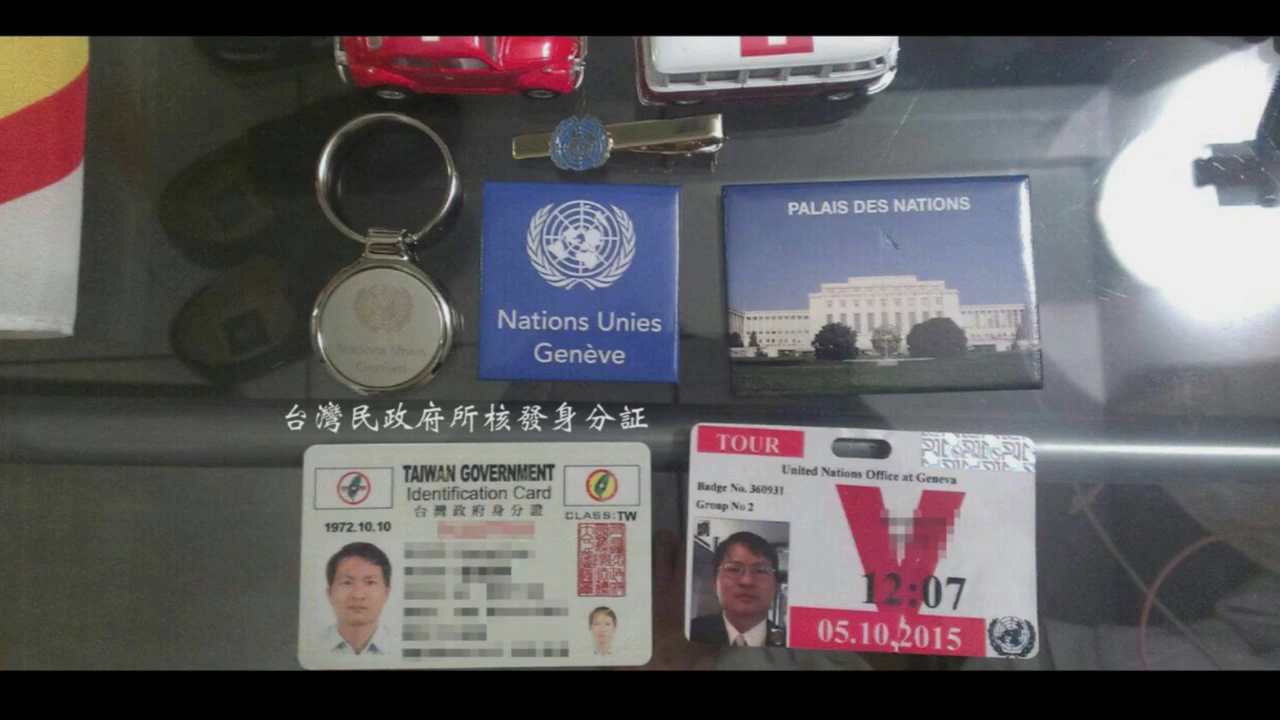 PALAIS DES NATIONS
Nations Unies
Genève
台灣民政府所核發身分証
TAIWAN GOVERNMENT
Identification Card
台灣政府身分證
1972.10.10
CLASS:TW
TOUR
United Nations Office at Geneva
Badge No. 360931
Group No 2
V
12:07
05.10.2015